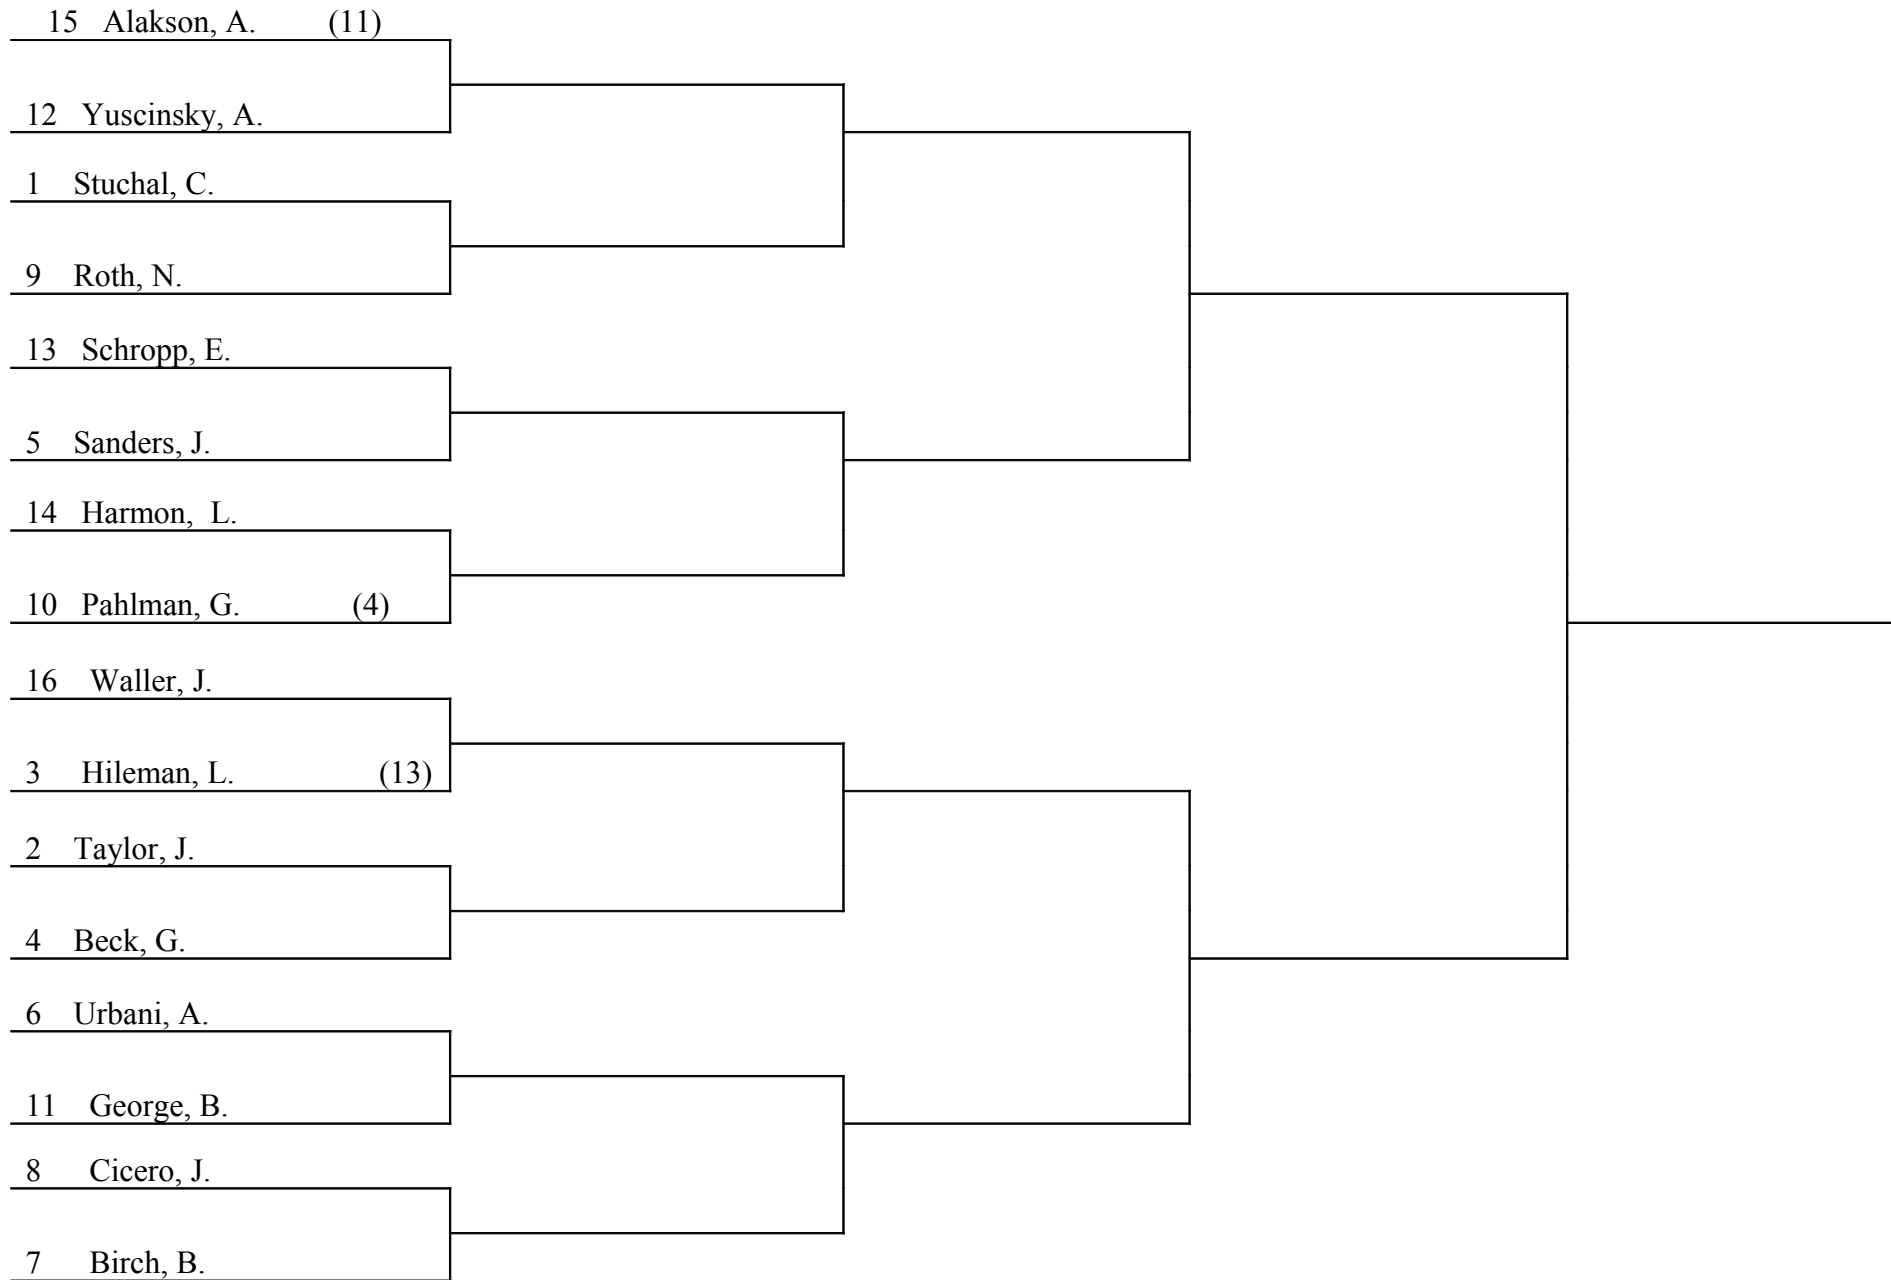 15 Alakson, A. (11)
12 Yuscinsky, A.
1 Stuchal, C.
9 Roth, N.
13 Schropp, E.
5 Sanders, J.
14 Harmon, L.
10 Pahlman, G. (4)
16 Waller, J.
3 Hileman, L. (13)
2 Taylor, J.
4 Beck, G.
6 Urbani, A.
11 George, B.
8 Cicero, J.
7 Birch, B.